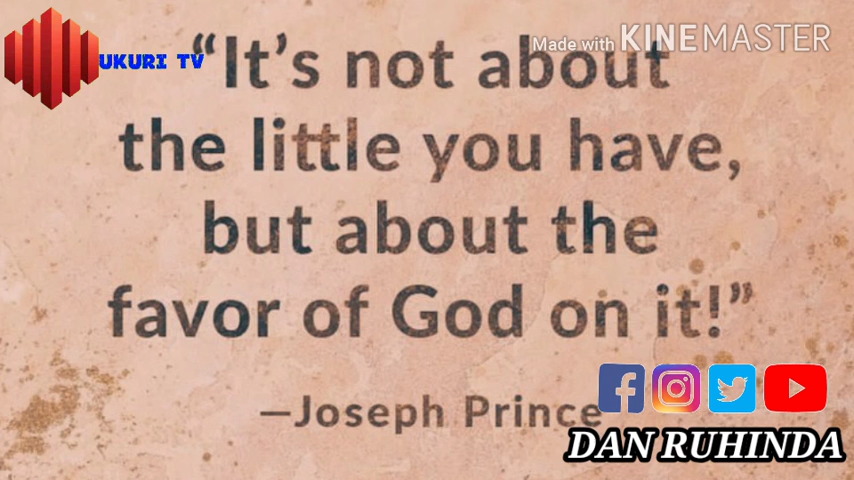 UKURI TV
Made with KINEMASTER
“It’s not about
the little you have,
but about the
favor of God on it!”
—Joseph Prince
DAN RUHINDA